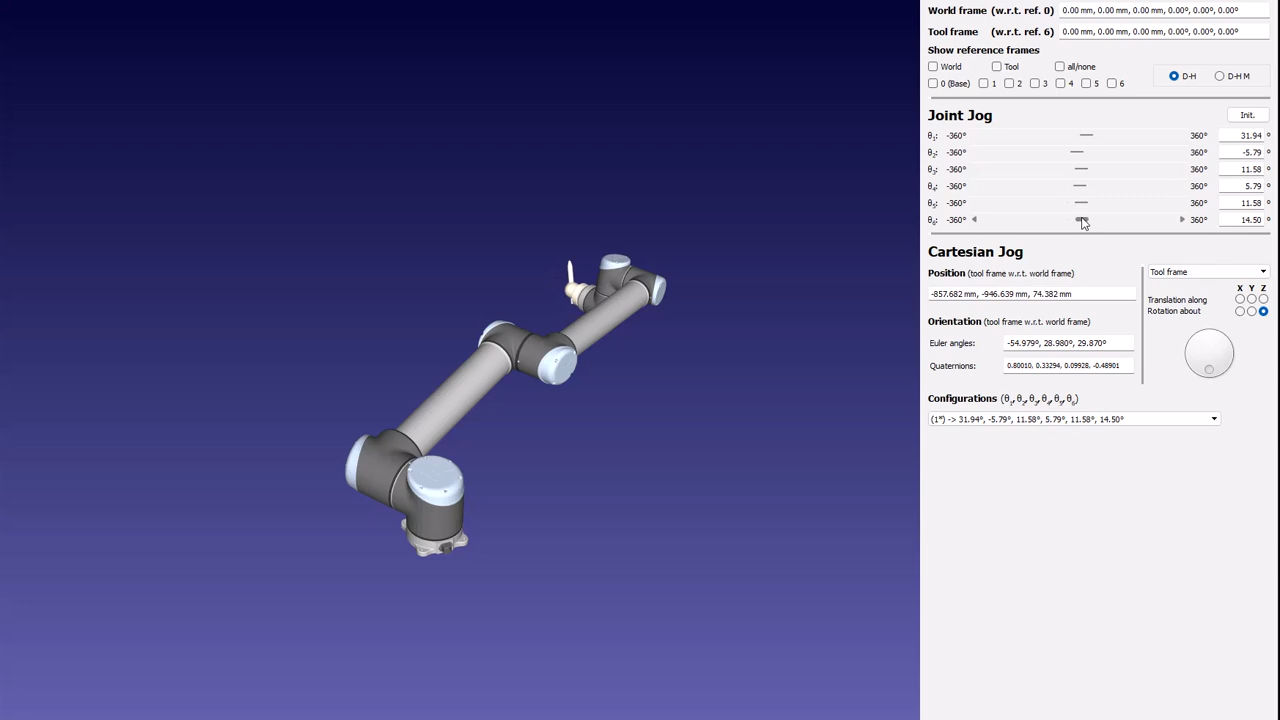 World frame (w.r.t. ref. 0) 0.00 mm, 0.00 mm, 0.00 mm, 0.00°, 0.00°, 0.00°
Tool frame (w.r.t. ref. 6) 0.00 mm, 0.00 mm, 0.00 mm, 0.00°, 0.00°, 0.00°
Show reference frames
World Tool all/none
0 (Base) 1 2 3 4 5 6 D-H D-H M
Joint Jog Init.
θ₁: -360° 360° 31.94 °
θ₂: -360° 360° -5.79 °
θ₃: -360° 360° 11.58 °
θ₄: -360° 360° 5.79 °
θ₅: -360° 360° 11.58 °
θ₆: -360° 360° 14.50 °
Cartesian Jog
Position (tool frame w.r.t. world frame) Tool frame
-857.682 mm, -946.639 mm, 74.382 mm
X Y Z
Translation along
Rotation about
Orientation (tool frame w.r.t. world frame)
Euler angles: -54.979°, 28.980°, 29.870°
Quaternions: 0.80010, 0.33294, 0.09928, -0.48901
Configurations (θ₁,θ₂,θ₃,θ₄,θ₅,θ₆)
(1*) -> 31.94°, -5.79°, 11.58°, 5.79°, 11.58°, 14.50°